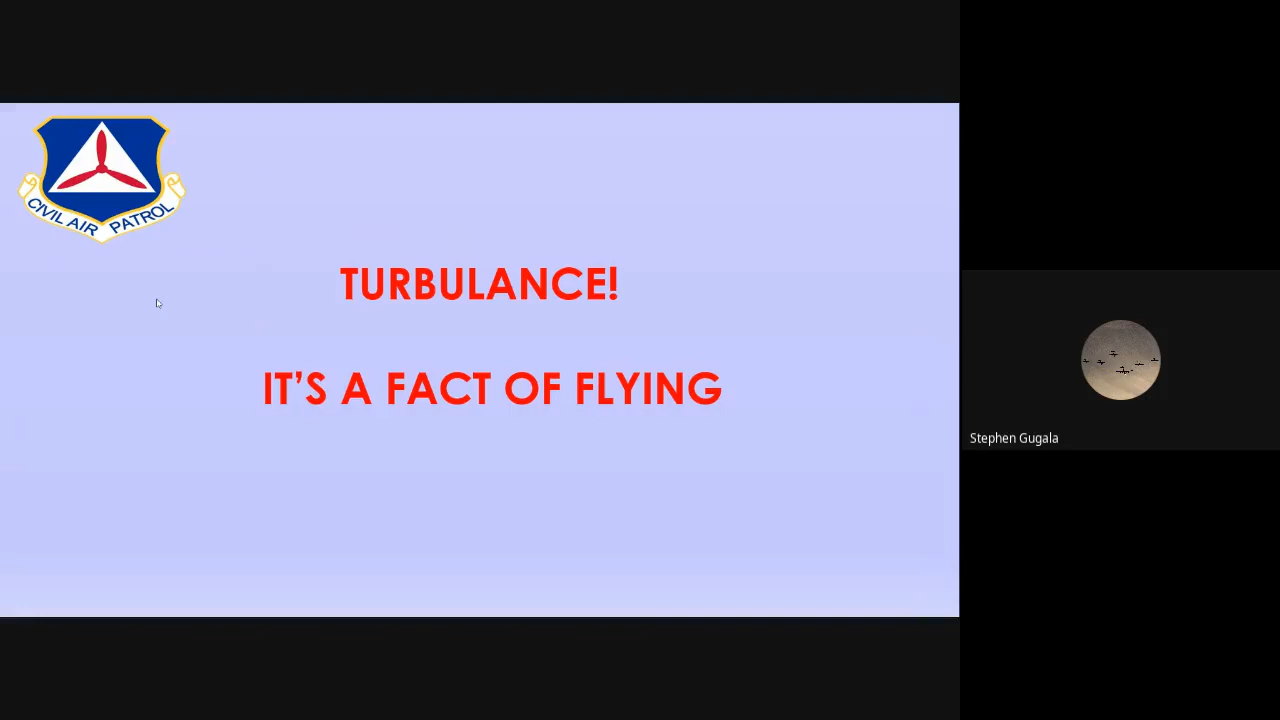 CIVIL AIR PATROL
TURBULANCE!
IT'S A FACT OF FLYING
Stephen Gugala